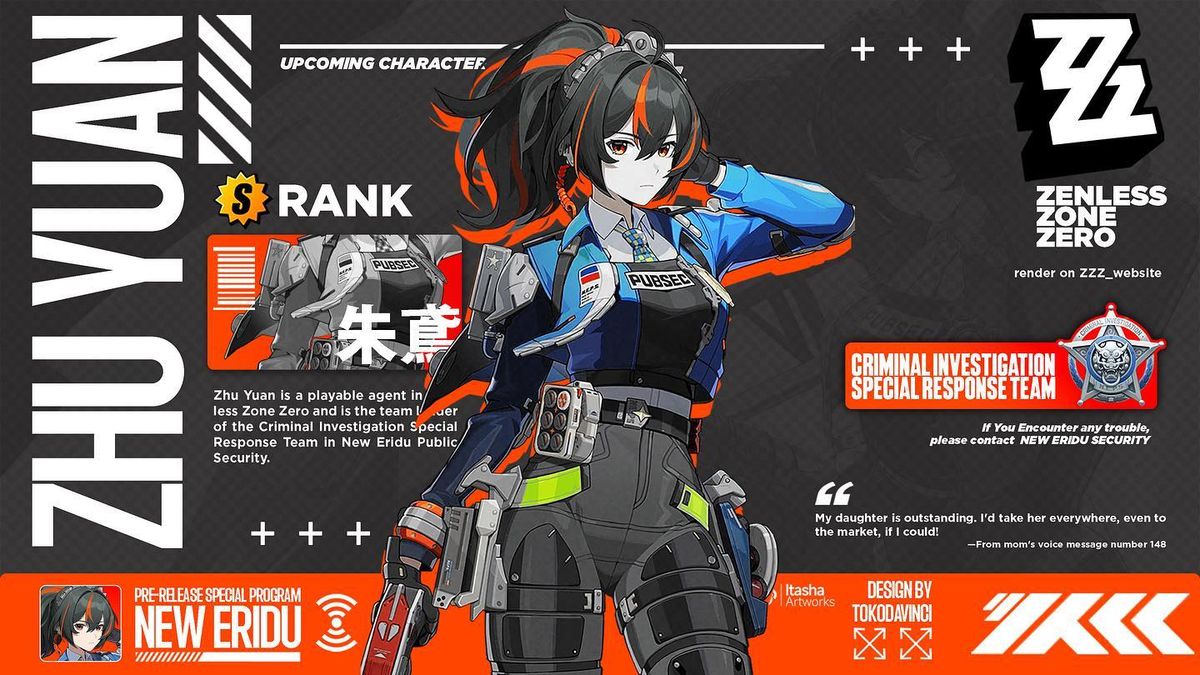 ZHU YUAN
UPCOMING CHARACTER
S RANK
PUBSEC
朱鳶
Zhu Yuan is a playable agent in
less Zone Zero and is the team l der
of the Criminal Investigation Special
Response Team in New Eridu Public
Security.
PUBSEC
ZZZ
ZENLESS
ZONE
ZERO
render on ZZZ_website
CRIMINAL INVESTIGATION
SPECIAL RESPONSE TEAM
CRIMINAL INVESTIGATION
If You Encounter any trouble,
please contact NEW ERIDU SECURITY
“
My daughter is outstanding. I'd take her everywhere, even to
the market, if I could!
—From mom's voice message number 148
PRE-RELEASE SPECIAL PROGRAM
NEW ERIDU
Itasha
Artworks
DESIGN BY
TOKODAVINCI